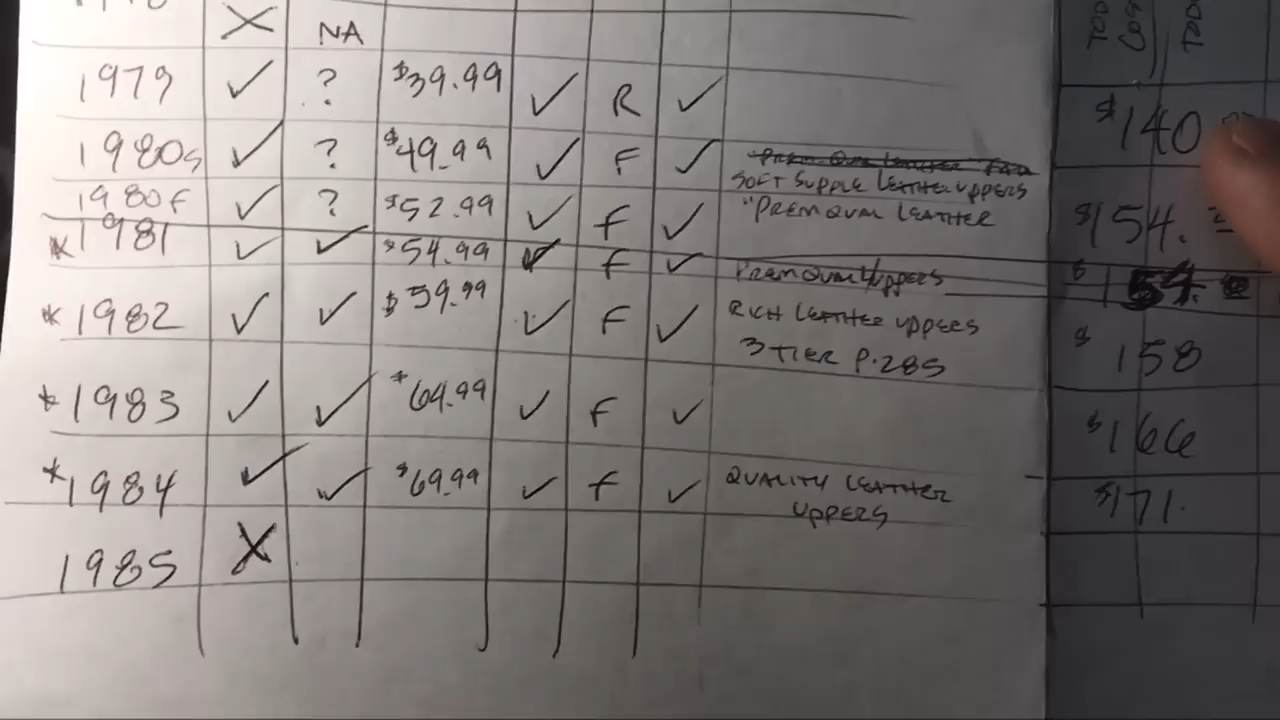 X NA
1979 ✓ ? $39.99 ✓ R ✓ $140
1980s ✓ ? $49.99 ✓ F ✓
SOFT SUPPLE LEATHER UPPERS
1980F ✓ ? $52.99 ✓ F ✓ "PREM QUAL LEATHER $154.
*1981 ✓ ✓ $54.99 ✓ F ✓ PREM QUAL UPPERS $154.
*1982 ✓ ✓ $59.99 ✓ F ✓ RICH LEATHER UPPERS $158
3 TIER P.285
*1983 ✓ ✓ $64.99 ✓ F ✓ $166
*1984 ✓ ✓ $69.99 ✓ F ✓ QUALITY LEATHER $171.
UPPERS
1985 X